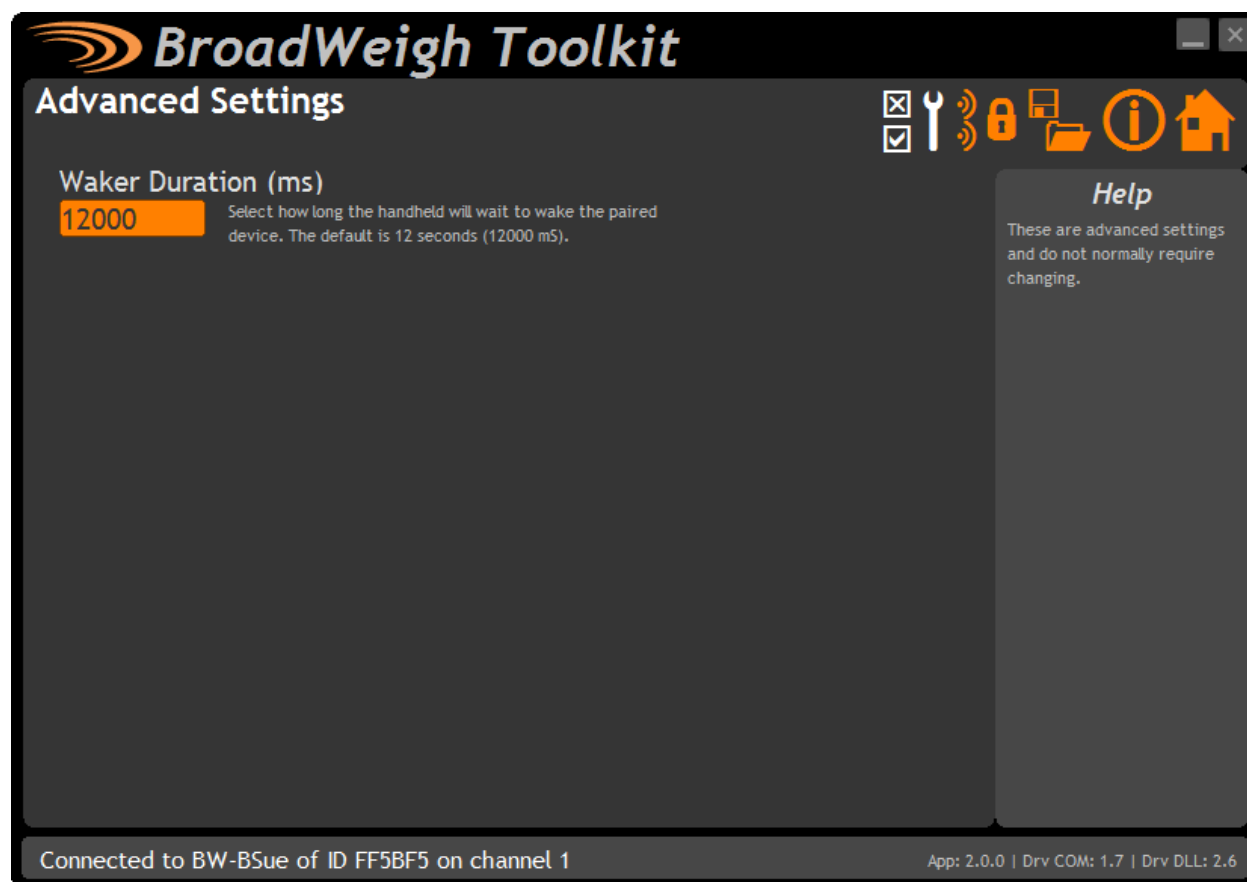 BroadWeigh Toolkit
Advanced Settings
Waker Duration (ms)
12000
Select how long the handheld will wait to wake the paired
device. The default is 12 seconds (12000 mS).
Help
These are advanced settings
and do not normally require
changing.
Connected to BW-BSue of ID FF5BF5 on channel 1
App: 2.0.0 | Drv COM: 1.7 | Drv DLL: 2.6